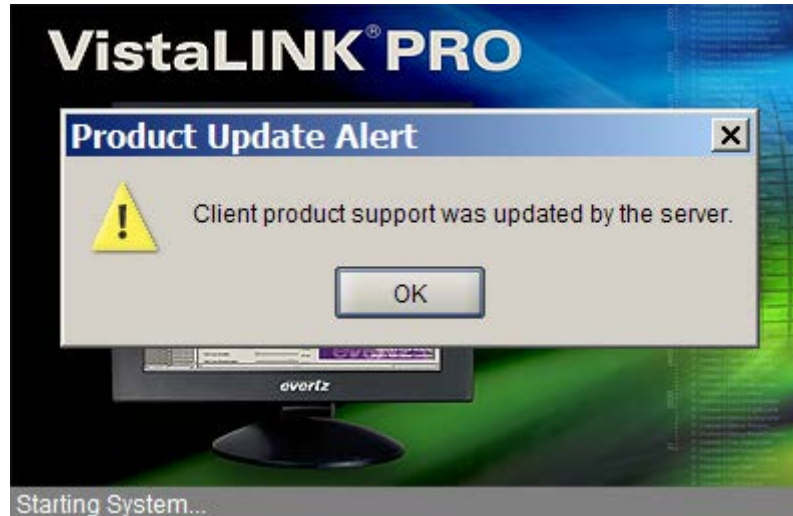 VistaLINK® PRO
Product Update Alert
Client product support was updated by the server.
OK
evertz
Starting System...